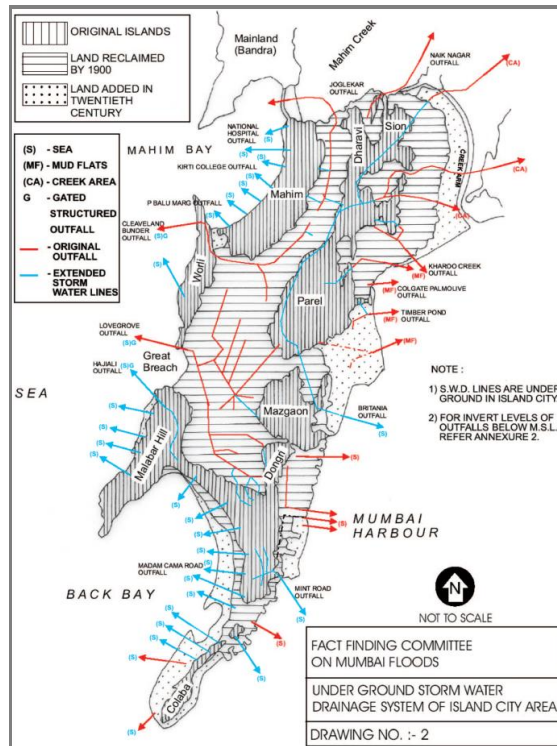 ORIGINAL ISLANDS
LAND RECLAIMED
BY 1900
LAND ADDED IN
TWENTIETH
CENTURY
(S) - SEA
(MF) - MUD FLATS
(CA) - CREEK AREA
G - GATED
STRUCTURED
OUTFALL
- ORIGINAL
OUTFALL
- EXTENDED
STORM
WATER LINES
Mainland
(Bandra)
Mahim Creek
NAIK NAGAR
OUTFALL
(CA)
JOGLEKAR
OUTFALL
NATIONAL
HOSPITAL
OUTFALL
(S)
(S)
MAHIM BAY
KIRTI COLLEGE OUTFALL
(S)
(S)
(S)
P BALU MARG OUTFALL
(S)
(S)
CLEAVELAND
BUNDER
OUTFALL
(S)G
Sion
Dharavi
Mahim
CREEK ARM
(CA)
(CA)
KHAROO CREEK
OUTFALL
(MF)
COLGATE PALMOLIVE
OUTFALL
(MF)
TIMBER POND
OUTFALL
(MF)
(MF)
Worli
(S)
Parel
LOVEGROVE
OUTFALL
(S)G
Great
Breach
HAJIALI
OUTFALL
(S)G
SEA
Mazgaon
BRITANIA
OUTFALL
(S)
NOTE :
1) S.W.D. LINES ARE UNDER
GROUND IN ISLAND CITY
2) FOR INVERT LEVELS OF
OUTFALLS BELOW M.S.L.
REFER ANNEXURE 2.
(S)
(S)
(S)
(S)
(S)
Malabar Hill
Dongri
(S)
(S)
(S)
(S)
(S)
MUMBAI
HARBOUR
(S)
MADAM CAMA ROAD
OUTFALL
(S)
(S)
(S)
MINT ROAD
OUTFALL
(S)
BACK BAY
(S)
(S)
(S)
(S)
(S)
(S)
Colaba
(S)
N
NOT TO SCALE
FACT FINDING COMMITTEE
ON MUMBAI FLOODS
UNDER GROUND STORM WATER
DRAINAGE SYSTEM OF ISLAND CITY AREA
DRAWING NO. :- 2